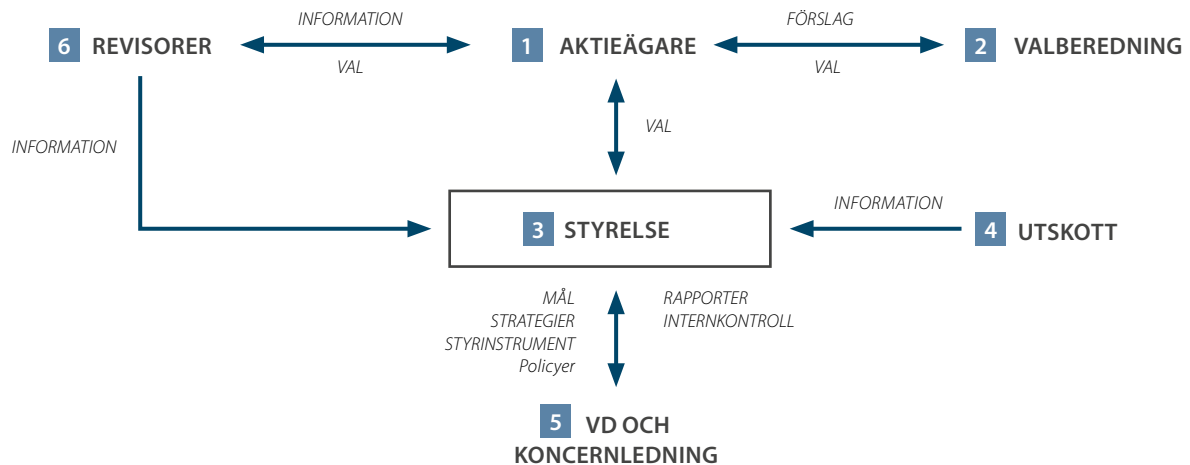 INFORMATION
FÖRSLAG
6 REVISORER
1 AKTIEÄGARE
2 VALBEREDNING
VAL
VAL
VAL
INFORMATION
INFORMATION
3 STYRELSE
4 UTSKOTT
MÅL
STRATEGIER
STYRINSTRUMENT
Policyer
RAPPORTER
INTERNKONTROLL
5 VD OCH
KONCERNLEDNING